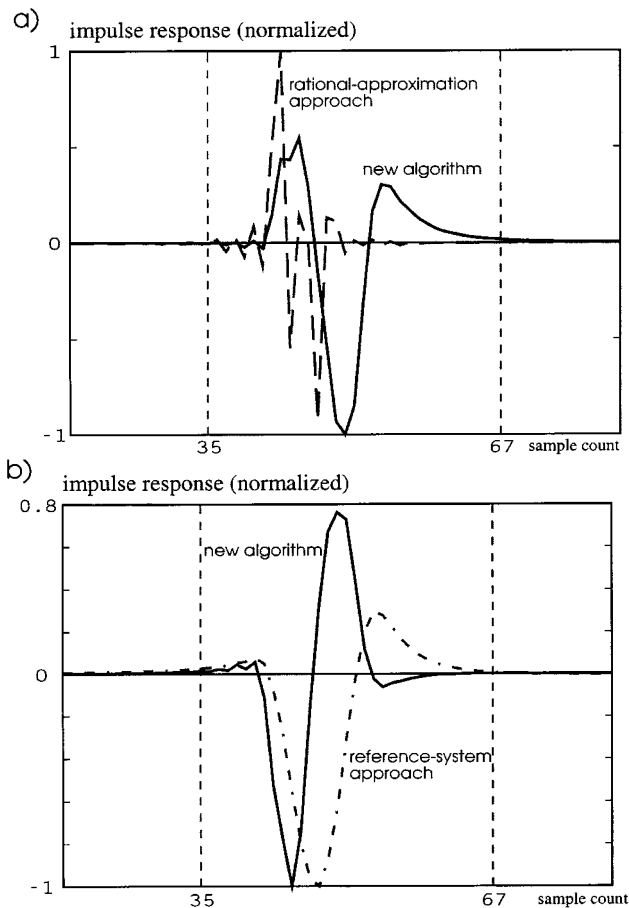 a)
impulse response (normalized)
1
rational-approximation
approach
new algorithm
0
-1
35
67
sample count
b)
impulse response (normalized)
0.8
new algorithm
0
reference-system
approach
-1
35
67
sample count